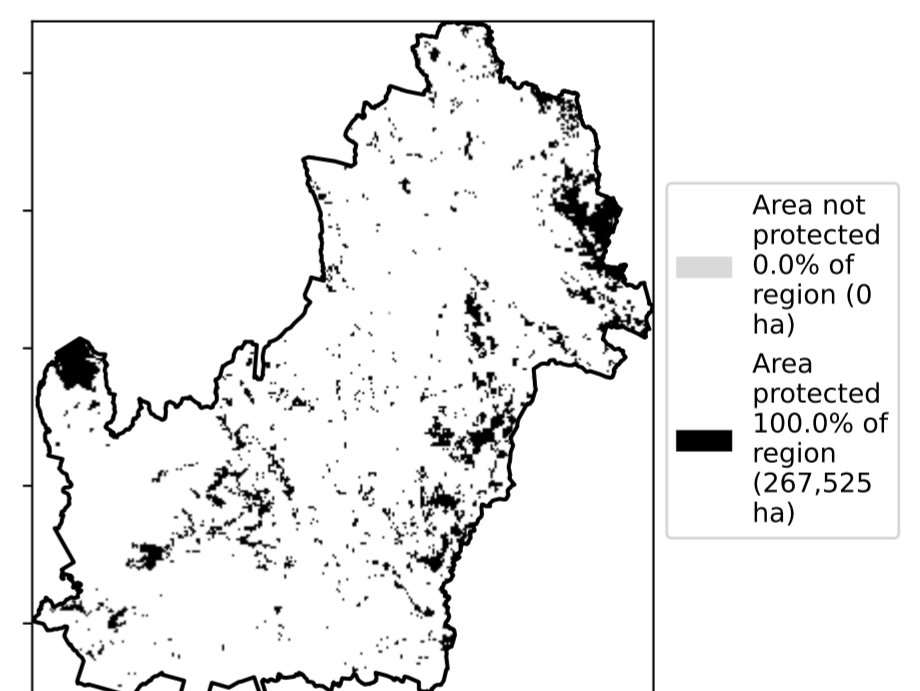 Area not
protected
0.0% of
region (0
ha)
Area
protected
100.0% of
region
(267,525
ha)